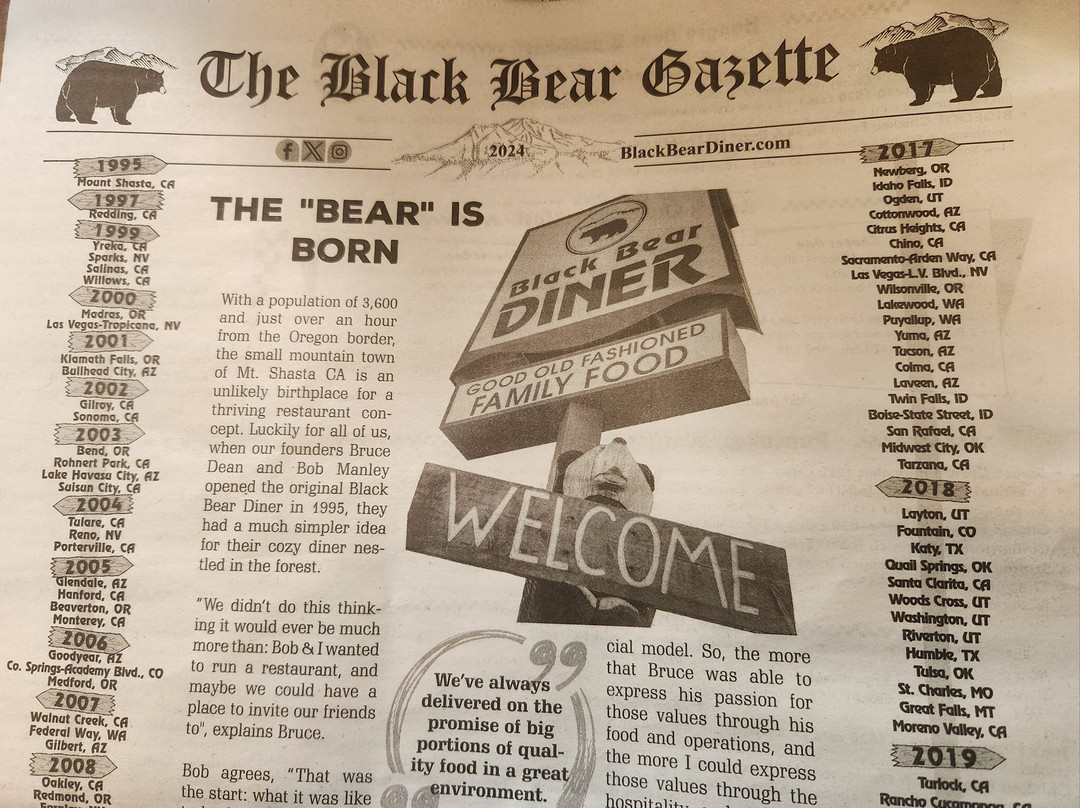 The Black Bear Gazette
2024
BlackBearDiner.com
1995
Mount Shasta, CA
1997
Redding, CA
1999
Yreka, CA
Sparks, NV
Salinas, CA
Willows, CA
2000
Madras, OR
Las Vegas-Tropicana, NV
2001
Klamath Falls, OR
Bullhead City, AZ
2002
Gilroy, CA
Sonoma, CA
2003
Bend, OR
Rohnert Park, CA
Lake Havasu City, AZ
Suisun City, CA
2004
Tulare, CA
Reno, NV
Porterville, CA
2005
Glendale, AZ
Hanford, CA
Beaverton, OR
Monterey, CA
2006
Goodyear, AZ
Co. Springs-Academy Blvd., CO
Medford, OR
2007
Walnut Creek, CA
Federal Way, WA
Gilbert, AZ
2008
Oakley, CA
Redmond, OR
THE "BEAR" IS
BORN
With a population of 3,600
and just over an hour
from the Oregon border,
the small mountain town
of Mt. Shasta CA is an
unlikely birthplace for a
thriving restaurant con-
cept. Luckily for all of us,
when our founders Bruce
Dean and Bob Manley
opened the original Black
Bear Diner in 1995, they
had a much simpler idea
for their cozy diner nes-
tled in the forest.
"We didn't do this think-
ing it would ever be much
more than: Bob & I wanted
to run a restaurant, and
maybe we could have a
place to invite our friends
to", explains Bruce.
Bob agrees, "That was
the start: what it was like
Black Bear
DINER
GOOD OLD FASHIONED
FAMILY FOOD
WELCOME
We've always
delivered on the
promise of big
portions of qual-
ity food in a great
environment.
cial model. So, the more
that Bruce was able to
express his passion for
those values through his
food and operations, and
the more I could express
those values through the
hospitality
2017
Newberg, OR
Idaho Falls, ID
Ogden, UT
Cottonwood, AZ
Citrus Heights, CA
Chino, CA
Sacramento-Arden Way, CA
Las Vegas-L.V. Blvd., NV
Wilsonville, OR
Lakewood, WA
Puyallup, WA
Yuma, AZ
Tucson, AZ
Colma, CA
Laveen, AZ
Twin Falls, ID
Boise-State Street, ID
San Rafael, CA
Midwest City, OK
Tarzana, CA
2018
Layton, UT
Fountain, CO
Katy, TX
Quail Springs, OK
Santa Clarita, CA
Woods Cross, UT
Washington, UT
Riverton, UT
Humble, TX
Tulsa, OK
St. Charles, MO
Great Falls, MT
Moreno Valley, CA
2019
Turlock, CA
Rancho Cucamonga, CA